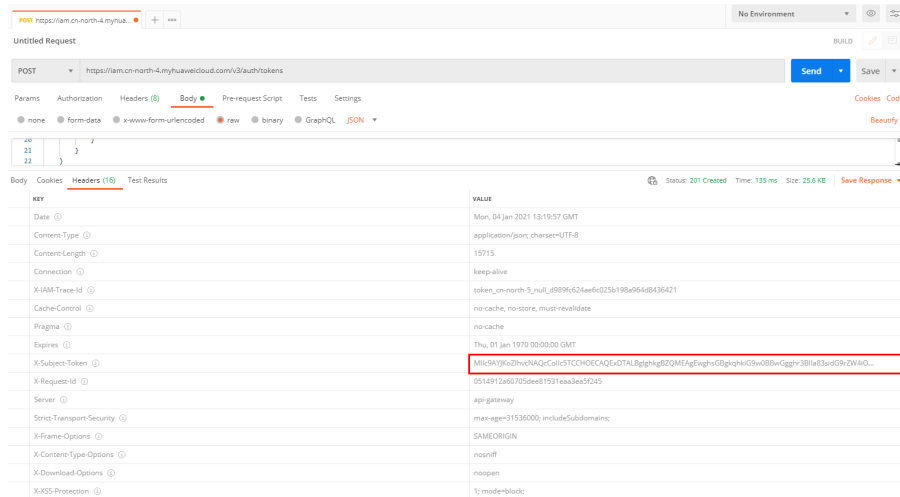 POST https://iam.cn-north-4.myhua... + ••• No Environment
Untitled Request BUILD
POST https://iam.cn-north-4.myhuaweicloud.com/v3/auth/tokens Send Save
Params Authorization Headers (8) Body Pre-request Script Tests Settings Cookies Cod
none form-data x-www-form-urlencoded raw binary GraphQL JSON Beautify
20 }
21 }
22 }
Body Cookies Headers (16) Test Results Status: 201 Created Time: 135 ms Size: 25.6 KB Save Response
KEY VALUE
Date Mon, 04 Jan 2021 13:19:57 GMT
Content-Type application/json; charset=UTF-8
Content-Length 15715
Connection keep-alive
X-IAM-Trace-Id token_cn-north-5_null_d989fc624ae6c025b198a964d8436421
Cache-Control no-cache, no-store, must-revalidate
Pragma no-cache
Expires Thu, 01 Jan 1970 00:00:00 GMT
X-Subject-Token
X-Request-Id 0514912a60705dee81531eaa3ea5f245
Server api-gateway
Strict-Transport-Security max-age=31536000; includeSubdomains;
X-Frame-Options SAMEORIGIN
X-Content-Type-Options nosniff
X-Download-Options noopen
X-XSS-Protection 1; mode=block;